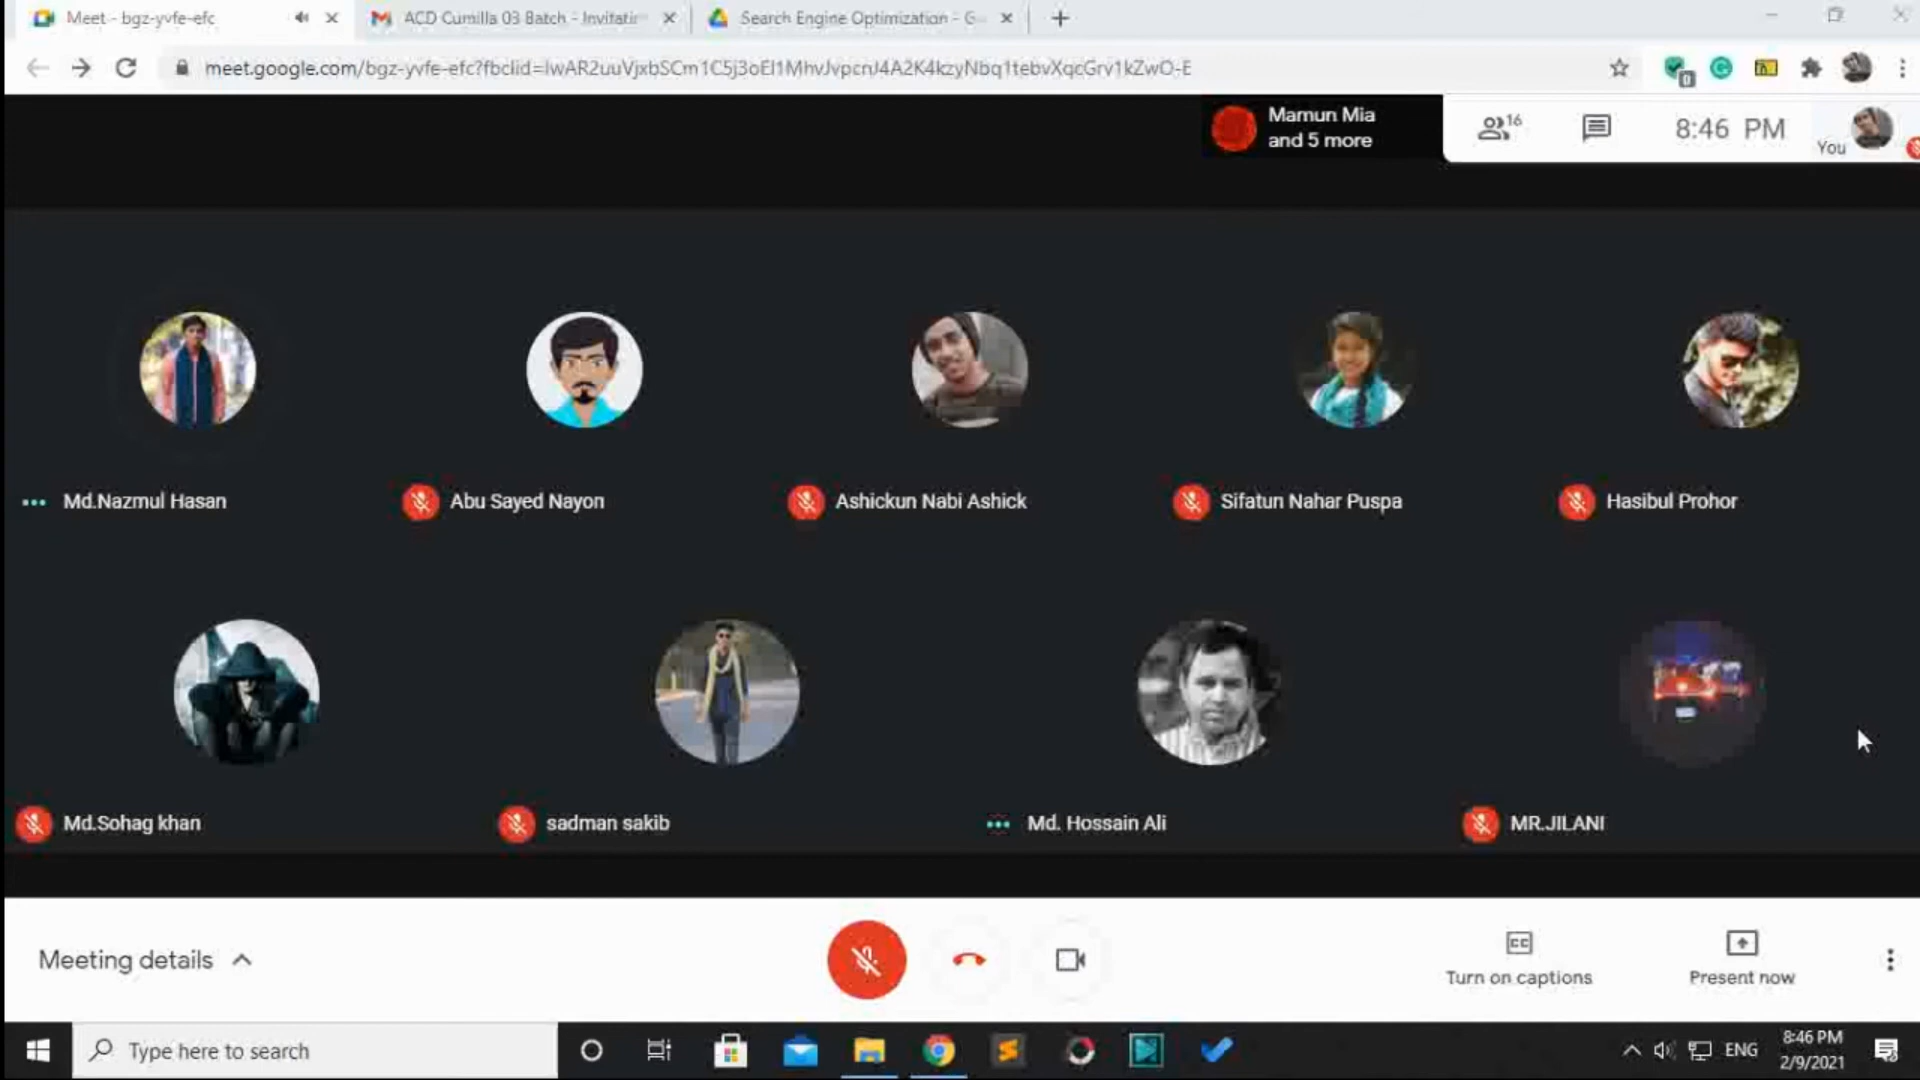 Meet - bgz-yvfe-efc
ACD Cumilla 03 Batch - Invitatir
Search Engine Optimization - G
meet.google.com/bgz-yvfe-efc?fbclid=IwAR2uuVjxbSCm1C5j3oEl1MhvJvpcnJ4A2K4kzyNbq1tebvXqcGrv1kZwO-E
Mamun Mia
and 5 more
16
8:46 PM
You
Md.Nazmul Hasan
Abu Sayed Nayon
Ashickun Nabi Ashick
Sifatun Nahar Puspa
Hasibul Prohor
Md.Sohag khan
sadman sakib
Md. Hossain Ali
MR.JILANI
Meeting details
CC
Turn on captions
Present now
Type here to search
ENG
8:46 PM
2/9/2021